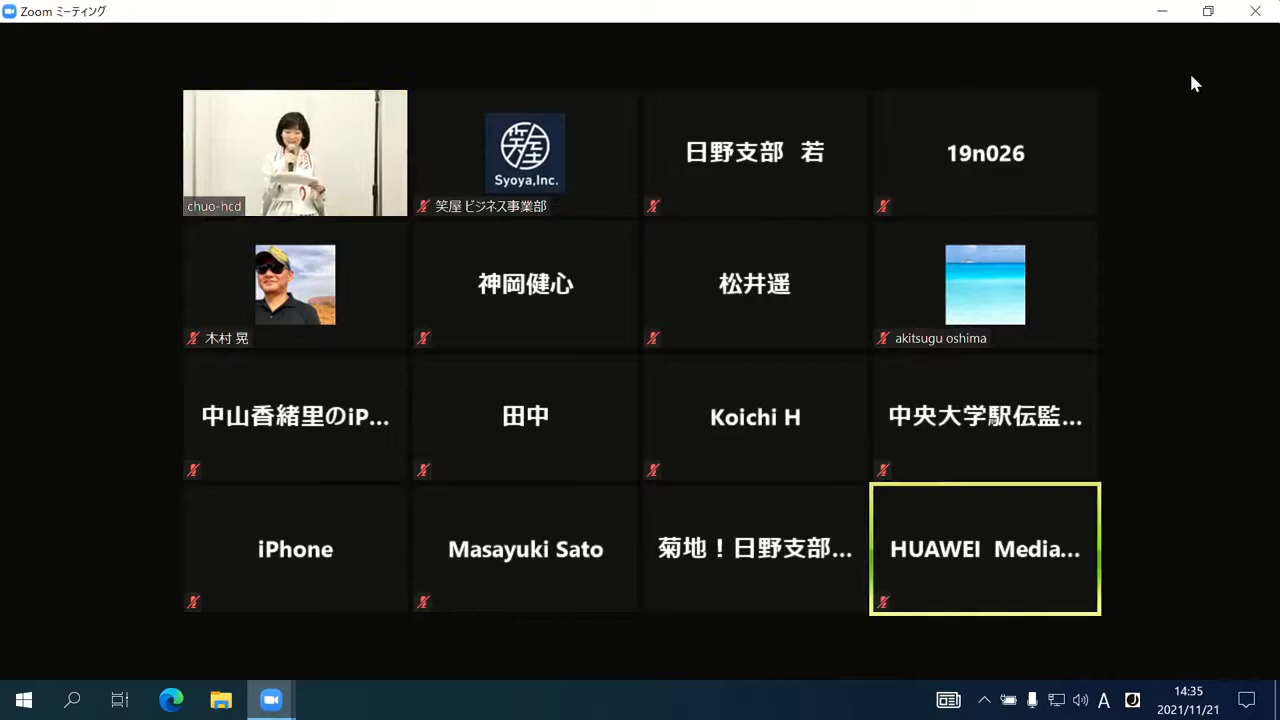 Zoom ミーティング
chuo-hcd
笑屋
Syoya,Inc.
笑屋 ビジネス事業部
日野支部 若
19n026
木村 晃
神岡健心
松井遥
akitsugu oshima
中山香緒里のiP...
田中
Koichi H
中央大学駅伝監...
iPhone
Masayuki Sato
菊地！日野支部...
HUAWEI Media...
A
14:35
2021/11/21